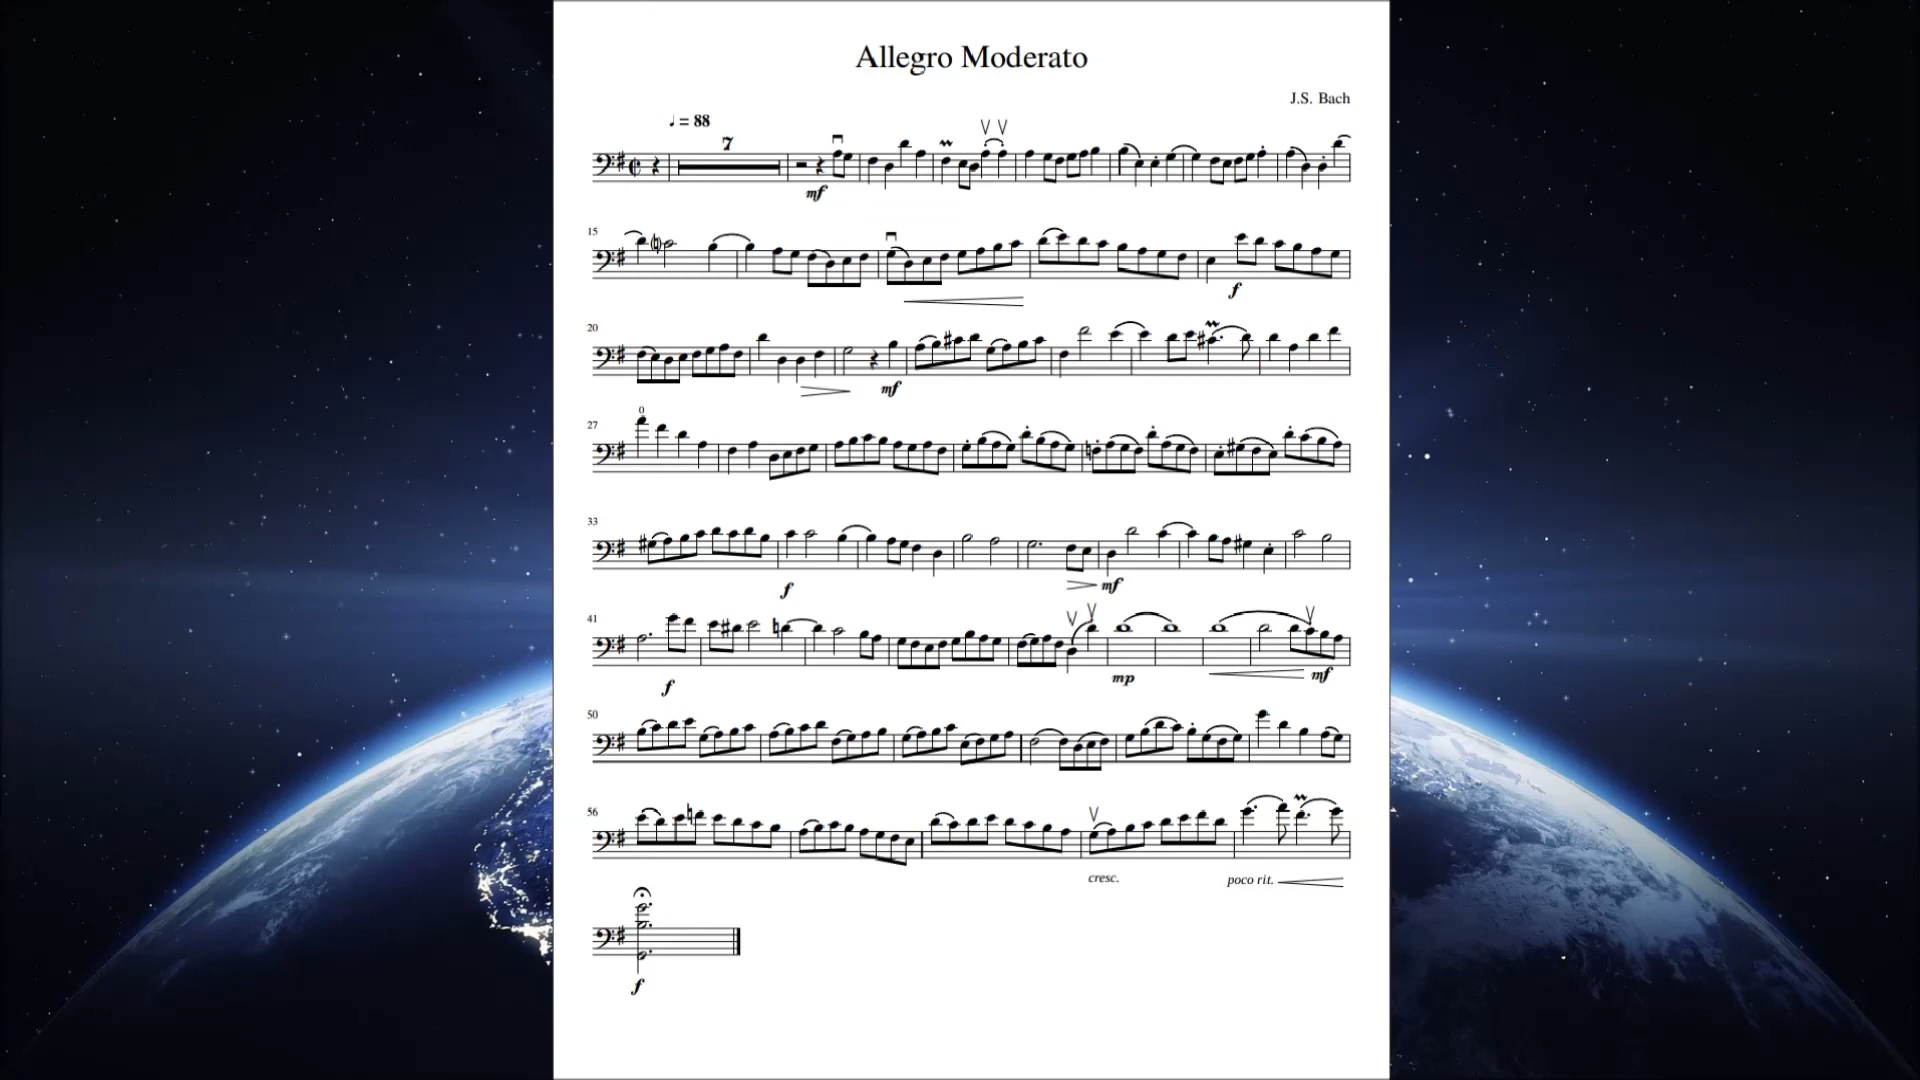 Allegro Moderato
J.S. Bach
♩ = 88
7
mf
15
f
20
mf
0
27
33
f
mf
41
f
mp
mf
50
56
cresc.
poco rit.
f